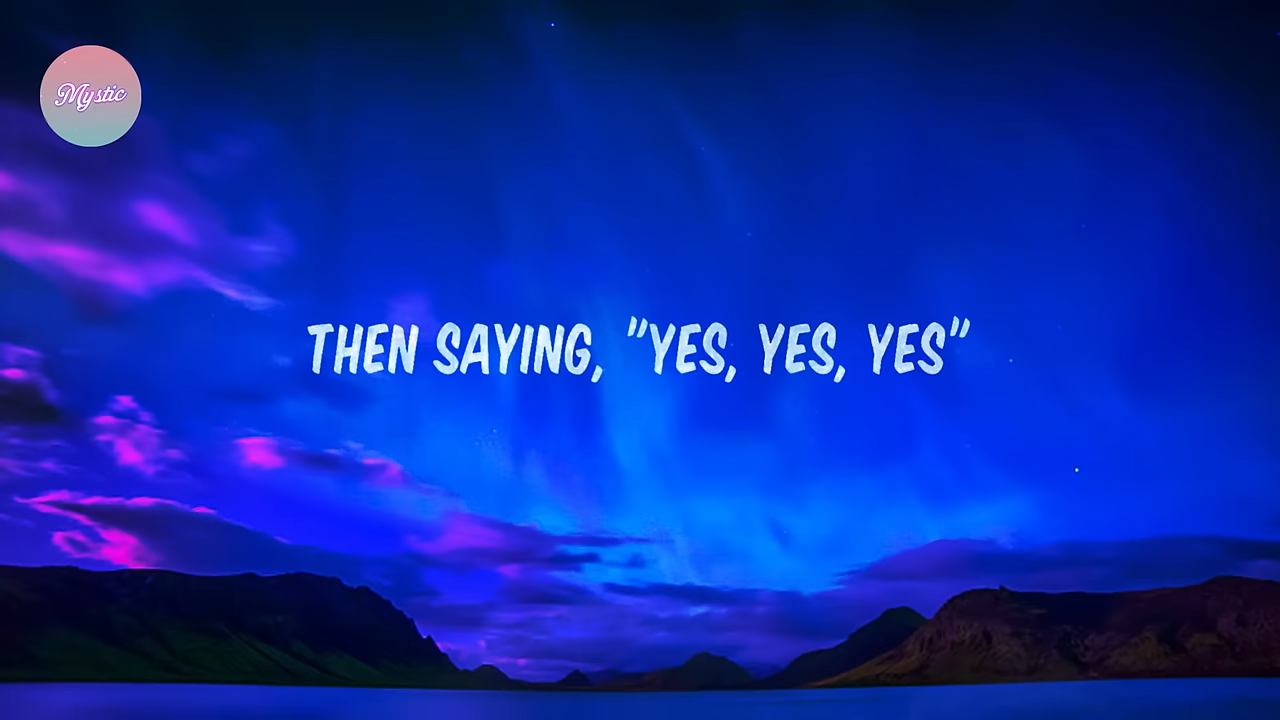 Mystic
THEN SAYING, "YES, YES, YES"